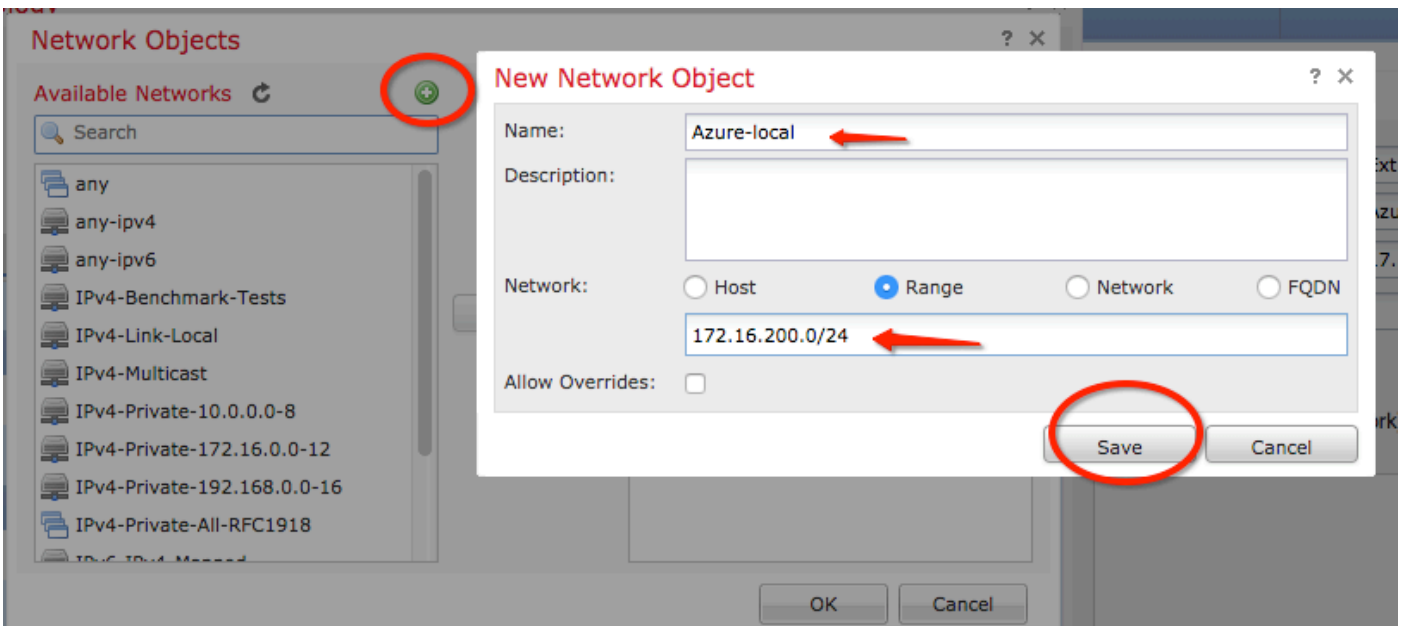 Network Objects
? ×
Available Networks
Search
any
any-ipv4
any-ipv6
IPv4-Benchmark-Tests
IPv4-Link-Local
IPv4-Multicast
IPv4-Private-10.0.0.0-8
IPv4-Private-172.16.0.0-12
IPv4-Private-192.168.0.0-16
IPv4-Private-All-RFC1918
OK
Cancel
New Network Object
? ×
Name:
Azure-local
Description:
Network:
Host
Range
Network
FQDN
172.16.200.0/24
Allow Overrides:
Save
Cancel